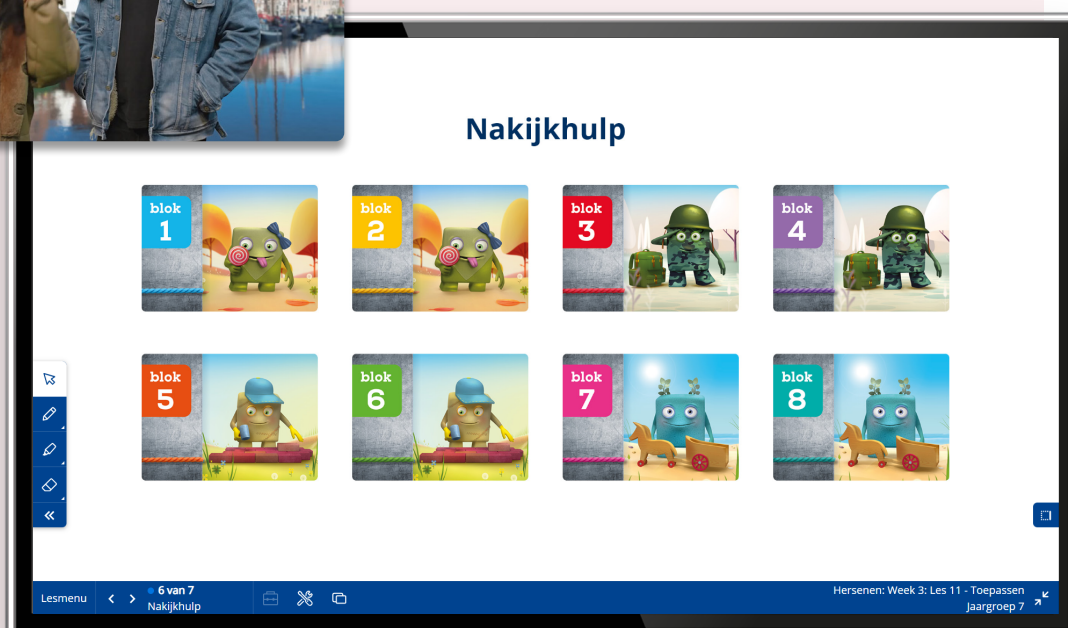 Nakijkhulp
blok
1
blok
2
blok
3
blok
4
blok
5
blok
6
blok
7
blok
8
Lesmenu
6 van 7
Nakijkhulp
Hersenen: Week 3: Les 11 - Toepassen
Jaargroep 7